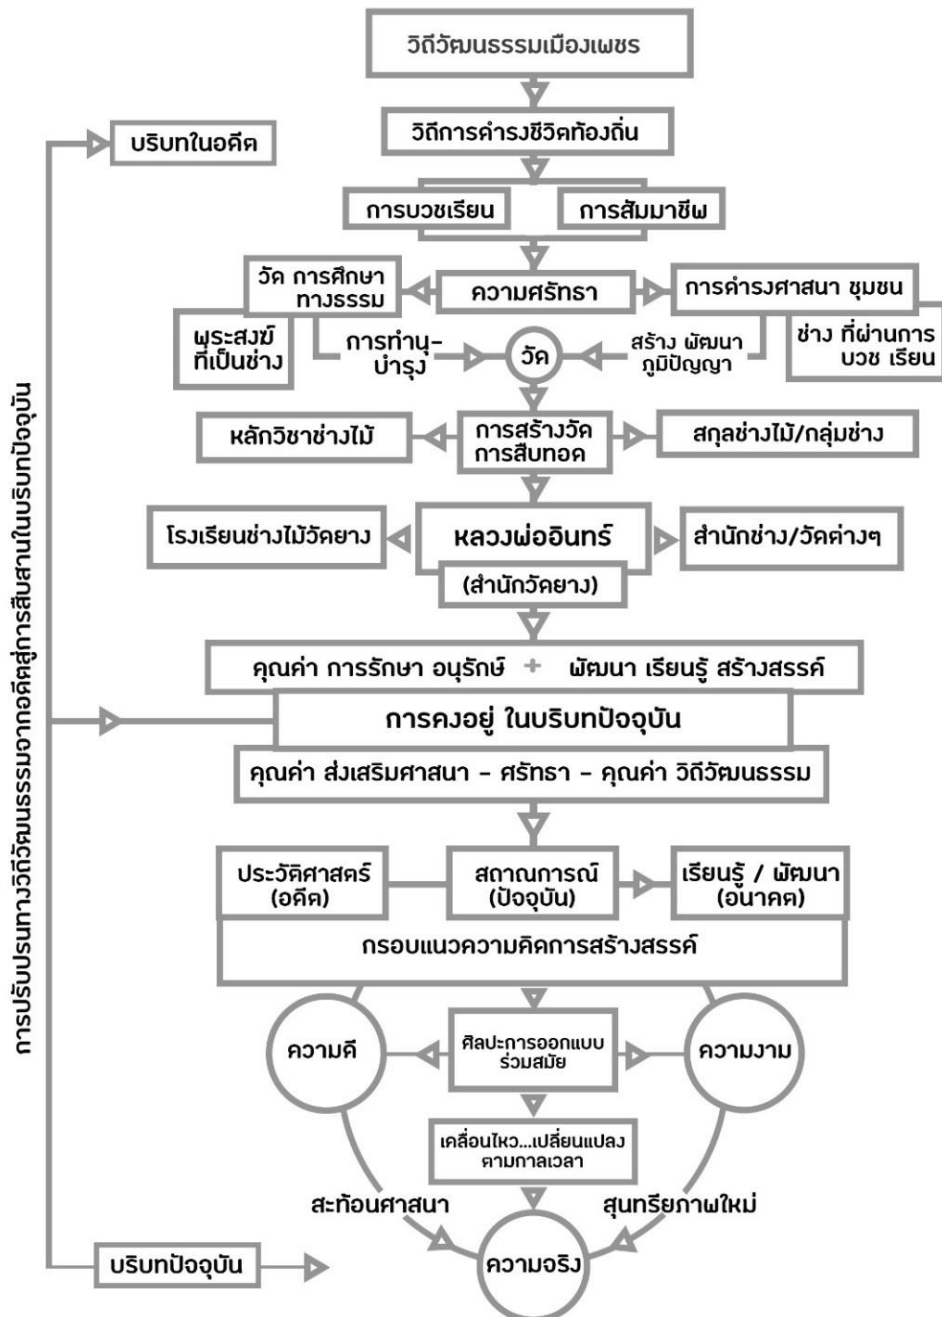 วิถีวัฒนธรรมเมืองเพชร
วิถีการดำรงชีวิตท้องถิ่น
บริบทในอดีต
การบวชเรียน
การสัมมาชีพ
วัด การศึกษา
ทางธรรม
ความศรัทธา
การดำรงศาสนา ชุมชน
พระสงฆ์
ที่เป็นช่าง
การทำนุ-
บำรุง
วัด
สร้าง พัฒนา
ภูมิปัญญา
ช่าง ที่ผ่านการ
บวช เรียน
หลักวิชาช่างไม้
การสร้างวัด
การสืบทอด
สกุลช่างไม้/กลุ่มช่าง
โรงเรียนช่างไม้วัดยาง
หลวงพ่ออินทร์
(สำนักวัดยาง)
สำนักช่าง/วัดต่างๆ
การปรับปรนทางวิถีวัฒนธรรมจากอดีตสู่การสืบสานในบริบทปัจจุบัน
คุณค่า การรักษา อนุรักษ์ + พัฒนา เรียนรู้ สร้างสรรค์
การคงอยู่ ในบริบทปัจจุบัน
คุณค่า ส่งเสริมศาสนา - ศรัทธา - คุณค่า วิถีวัฒนธรรม
ประวัติศาสตร์
(อดีต)
สถาณการณ์
(ปัจจุบัน)
เรียนรู้ / พัฒนา
(อนาคต)
กรอบแนวความคิดการสร้างสรรค์
ความดี
ศิลปะการออกแบบ
ร่วมสมัย
ความงาม
เคลื่อนไหว...เปลี่ยนแปลง
ตามกาลเวลา
สะท้อนศาสนา
สุนทรียภาพใหม่
บริบทปัจจุบัน
ความจริง